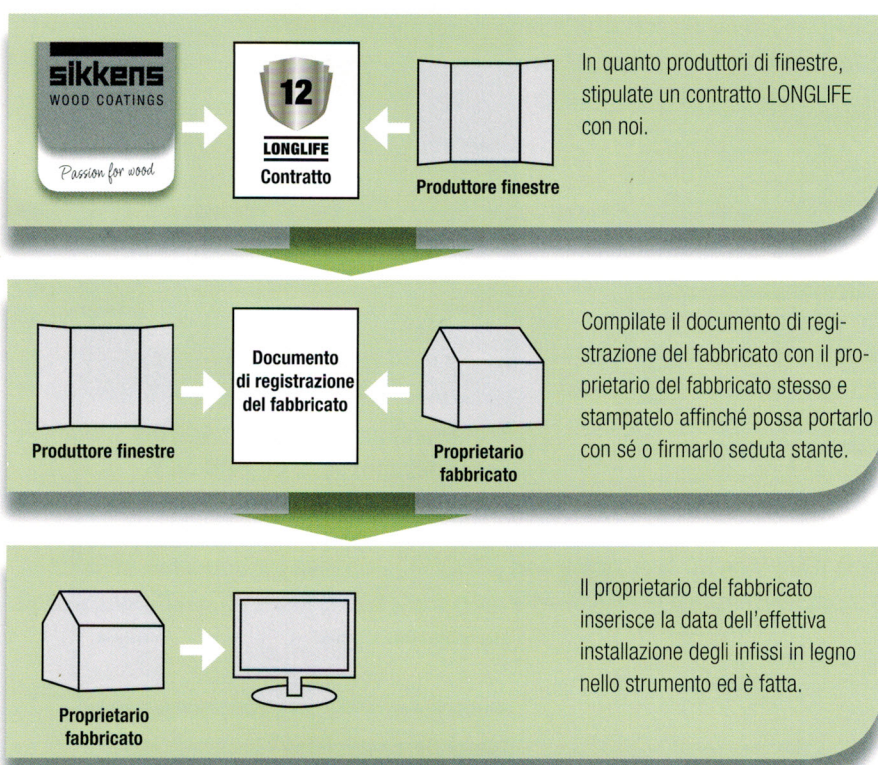 sikkens
WOOD COATINGS
Passion for wood
12
LONGLIFE
Contratto
Produttore finestre
In quanto produttori di finestre,
stipulate un contratto LONGLIFE
con noi.
Produttore finestre
Documento
di registrazione
del fabbricato
Proprietario
fabbricato
Compilate il documento di regi-
strazione del fabbricato con il pro-
prietario del fabbricato stesso e
stampatelo affinché possa portarlo
con sé o firmarlo seduta stante.
Proprietario
fabbricato
Il proprietario del fabbricato
inserisce la data dell'effettiva
installazione degli infissi in legno
nello strumento ed è fatta.